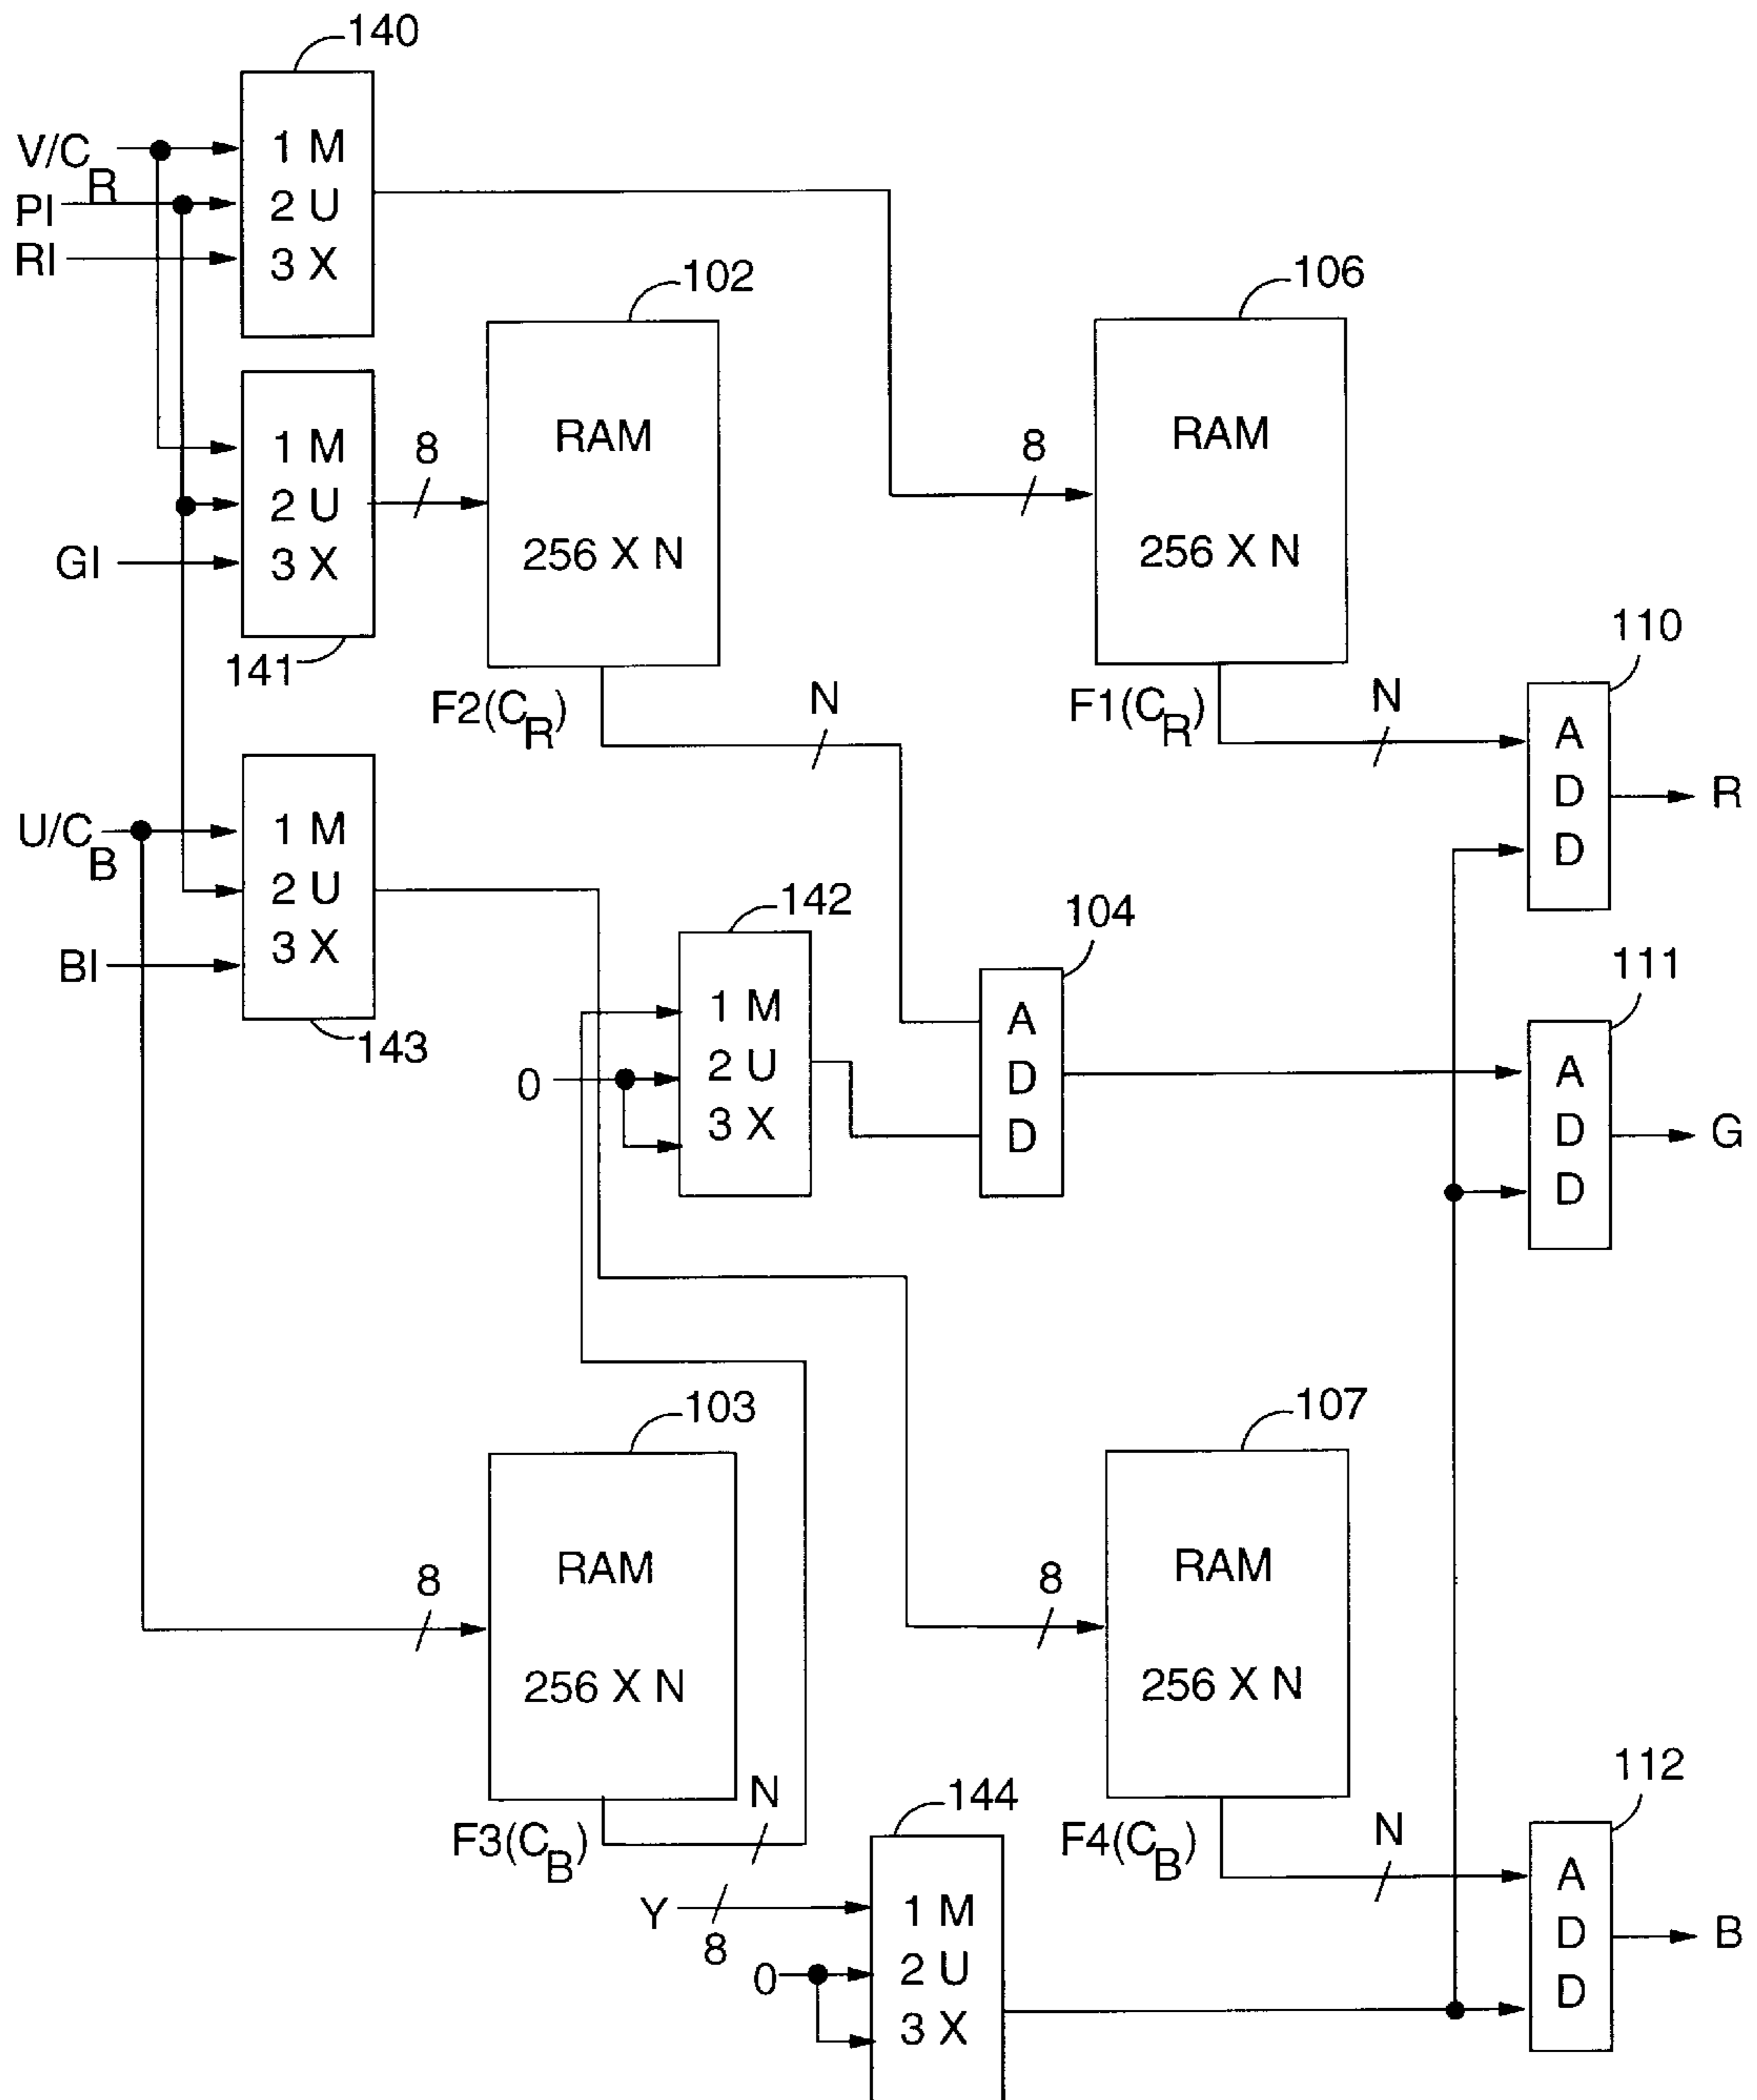 140
V/CR
PI
RI
1 M
2 U
3 X
102
106
RAM
256 X N
RAM
256 X N
8
8
1 M
2 U
3 X
GI
141
F2(CR)
N
F1(CR)
N
110
A
D
D
R
U/CB
BI
1 M
2 U
3 X
143
142
0
1 M
2 U
3 X
104
A
D
D
111
A
D
D
G
103
107
8
RAM
256 X N
8
RAM
256 X N
F3(CB)
N
144
F4(CB)
N
112
Y
8
0
1 M
2 U
3 X
A
D
D
B